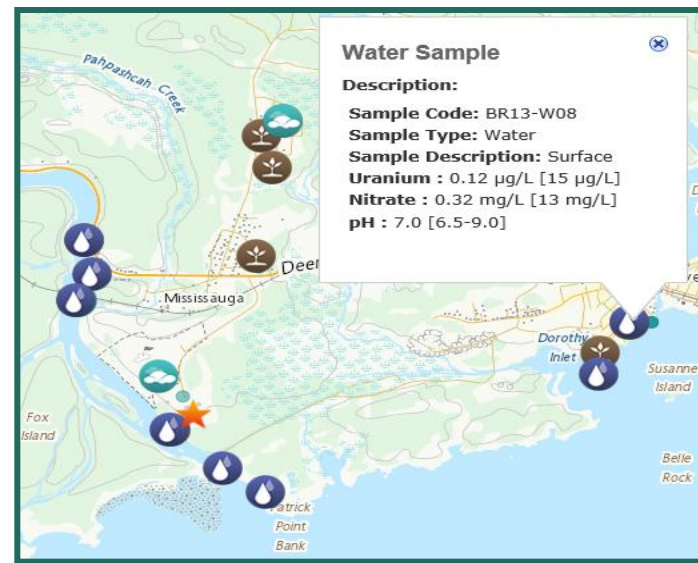 Pahpashcah
Creek
Water Sample
Description:
Sample Code: BR13-W08
Sample Type: Water
Sample Description: Surface
Uranium : 0.12 µg/L [15 µg/L]
Nitrate : 0.32 mg/L [13 mg/L]
pH : 7.0 [6.5-9.0]
Deer
Mississauga
Dorothy
Inlet
Susanne
Island
Fox
Island
Belle
Rock
Patrick
Point
Bank